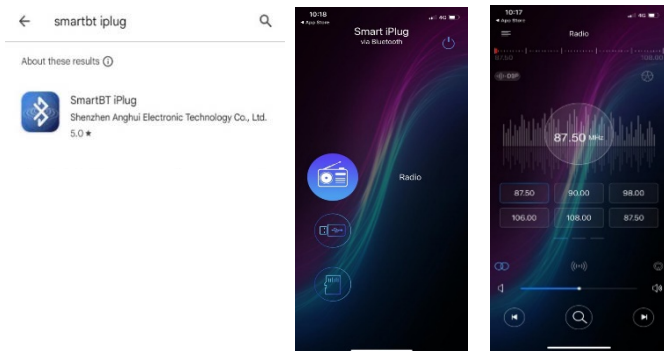 smartbt iplug
About these results
SmartBT iPlug
Shenzhen Anghui Electronic Technology Co., Ltd.
5.0 ★
10:18
App Store
4G
Smart iPlug
via Bluetooth
Radio
10:17
App Store
4G
Radio
87.50
108.00
DSP
87.50 MHz
87.50 90.00 98.00
106.00 108.00 87.50